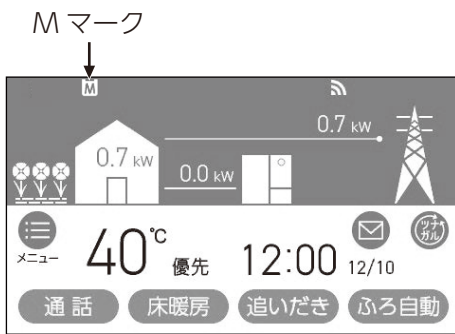 Mマーク
M
0.7 kW
0.7 kW
0.0 kW
メニュー
40℃
優先
12:00
12/10
ツナガル
通話
床暖房
追いだき
ふろ自動